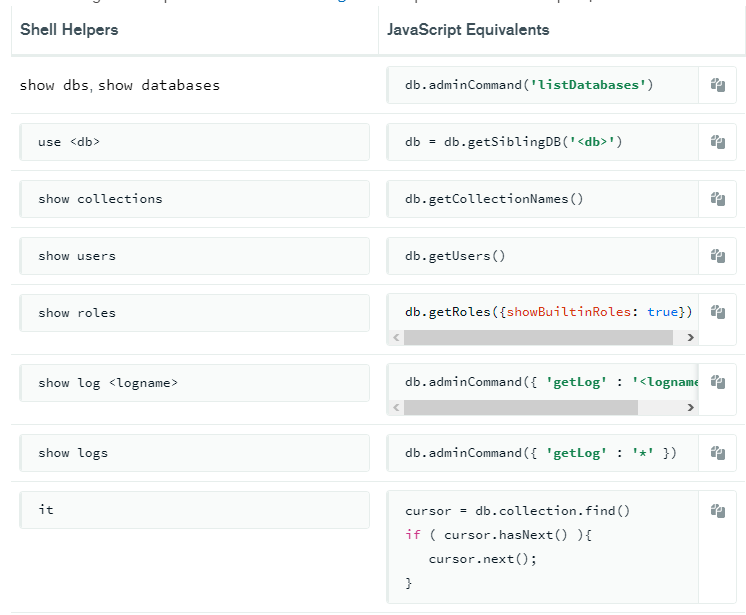 Shell Helpers JavaScript Equivalents
show dbs, show databases db.adminCommand('listDatabases')
use <db> db = db.getSiblingDB('<db>')
show collections db.getCollectionNames()
show users db.getUsers()
show roles db.getRoles({showBuiltinRoles: true})
show log <logname> db.adminCommand({ 'getLog' : '<logname
show logs db.adminCommand({ 'getLog' : '*' })
it cursor = db.collection.find()
if ( cursor.hasNext() ){
cursor.next();
}